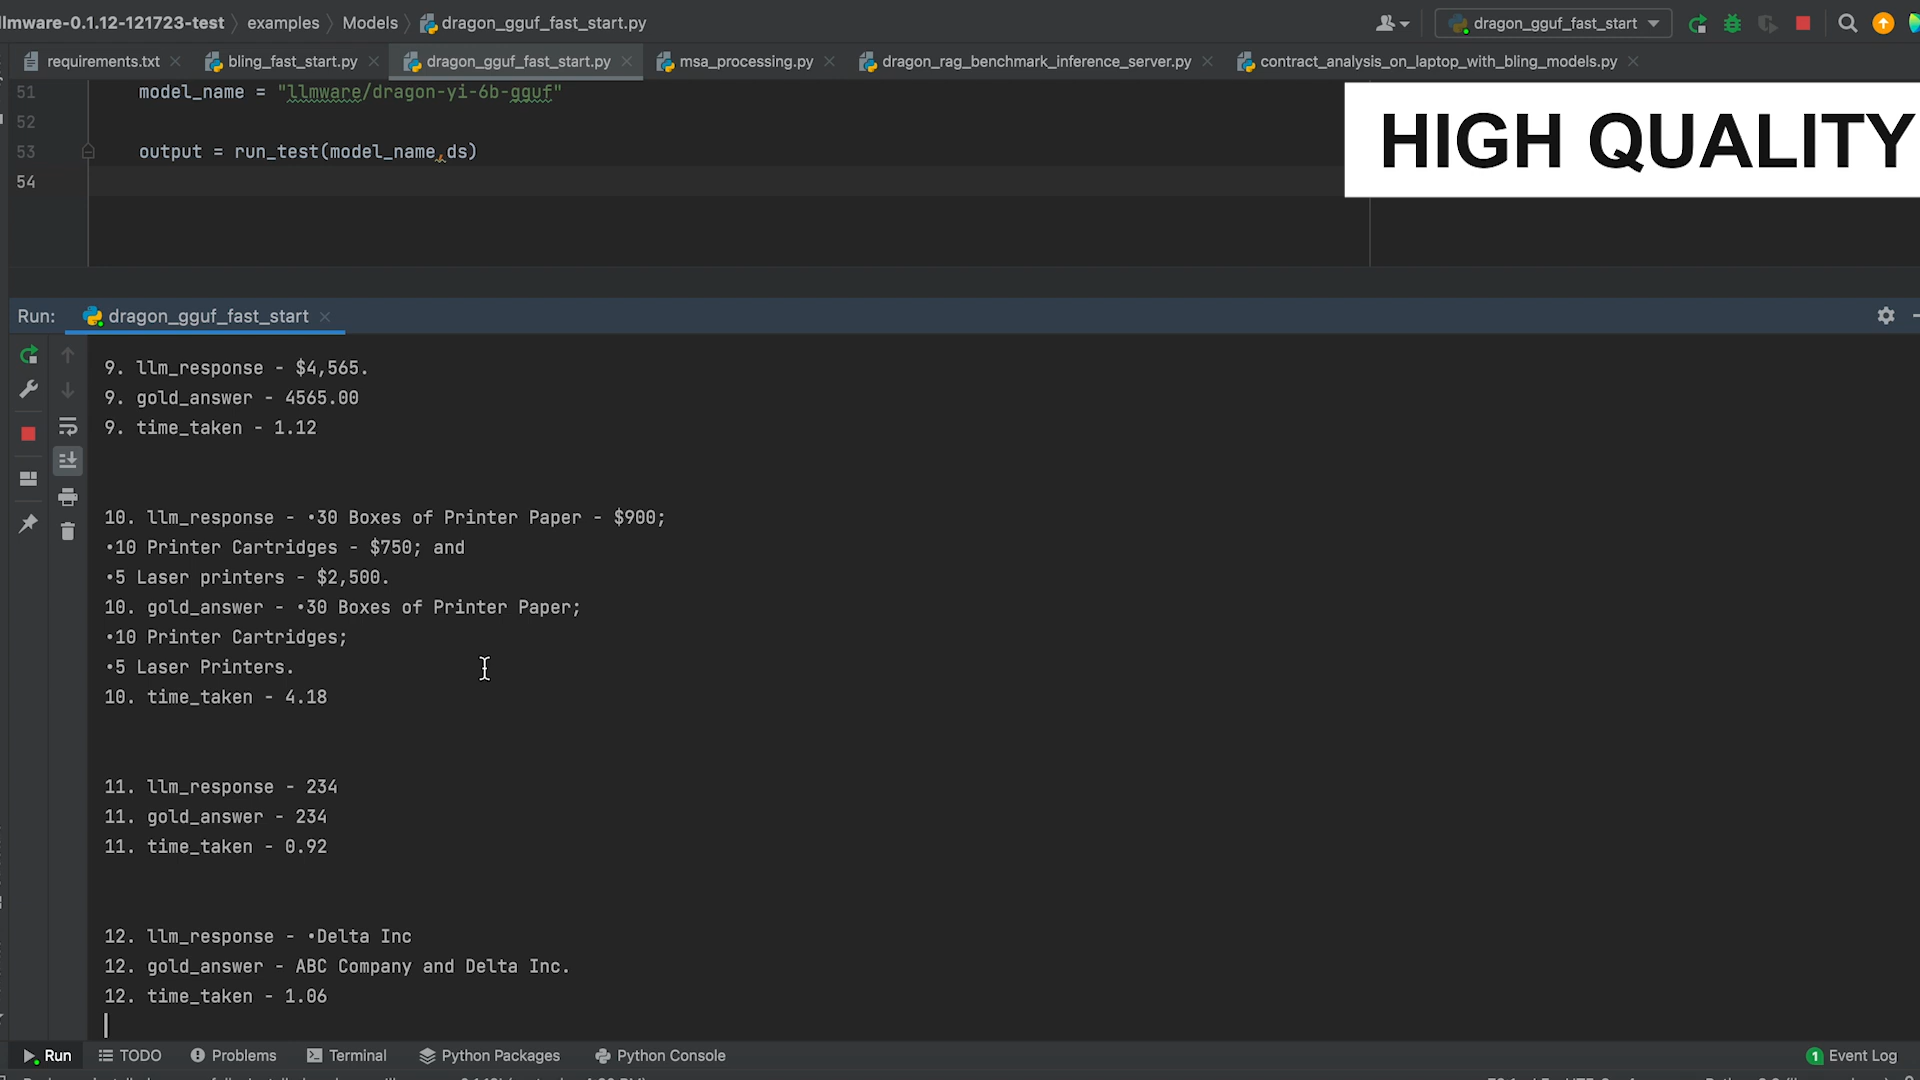 llmware-0.1.12-121723-test examples Models dragon_gguf_fast_start.py dragon_gguf_fast_start
requirements.txt bling_fast_start.py dragon_gguf_fast_start.py msa_processing.py dragon_rag_benchmark_inference_server.py contract_analysis_on_laptop_with_bling_models.py
51 model_name = "llmware/dragon-yi-6b-gguf"
HIGH QUALITY
52
53 output = run_test(model_name,ds)
54
Run: dragon_gguf_fast_start
9. llm_response - $4,565.
9. gold_answer - 4565.00
9. time_taken - 1.12
10. llm_response - •30 Boxes of Printer Paper - $900;
•10 Printer Cartridges - $750; and
•5 Laser printers - $2,500.
10. gold_answer - •30 Boxes of Printer Paper;
•10 Printer Cartridges;
•5 Laser Printers.
10. time_taken - 4.18
11. llm_response - 234
11. gold_answer - 234
11. time_taken - 0.92
12. llm_response - •Delta Inc
12. gold_answer - ABC Company and Delta Inc.
12. time_taken - 1.06
Run TODO Problems Terminal Python Packages Python Console 1 Event Log